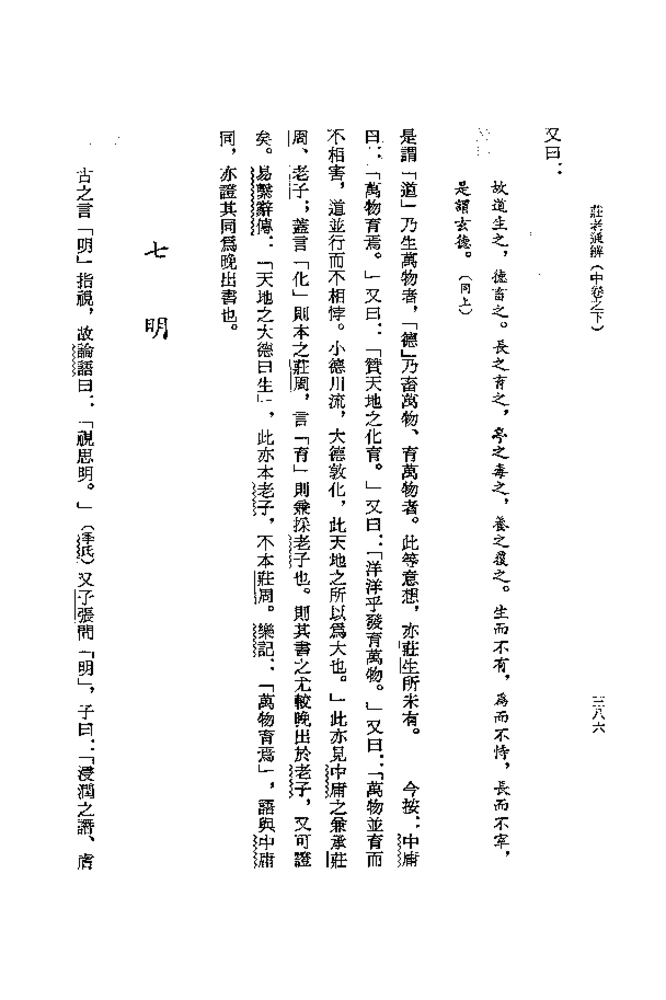 莊老通辨（中卷之下）
三八六
又曰：
故道生之，德畜之。長之育之，亭之毒之，養之覆之。生而不有，為而不恃，長而不宰，
是謂玄德。（同上）
是謂「道」乃生萬物者，「德」乃畜萬物、育萬物者。此等意想，亦莊生所未有。　今按：中庸
曰：「萬物育焉。」又曰：「贊天地之化育。」又曰：「洋洋乎發育萬物。」又曰：「萬物並育而
不相害，道並行而不相悖。小德川流，大德敦化，此天地之所以為大也。」此亦見中庸之兼承莊
周、老子；蓋言「化」則本之莊周，言「育」則兼採老子也。則其書之尤較晚出於老子，又可證
矣。易繫辭傳：「天地之大德曰生」，此亦本老子，不本莊周。樂記：「萬物育焉」，語與中庸
同，亦證其同為晚出書也。
七　明
古之言「明」指視，故論語曰：「視思明。」（季氏）又子張問「明」，子曰：「浸潤之譖、膚